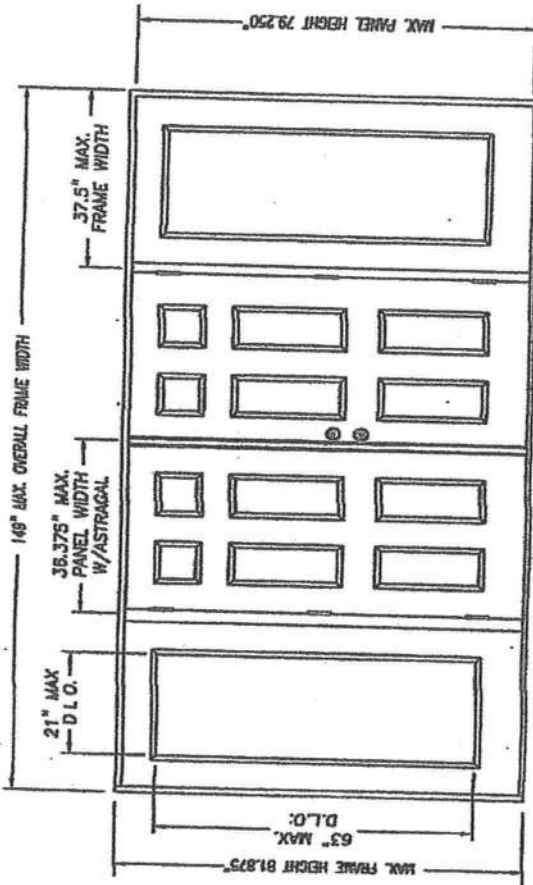 MAX. PANEL HEIGHT 79.250"
37.5" MAX.
FRAME WIDTH
149" MAX. OVERALL FRAME WIDTH
36.375" MAX.
PANEL WIDTH
W/ASTRAGAL
21" MAX
D L O.
63" MAX.
D.L.O:
MAX. FRAME HEIGHT 81.875"